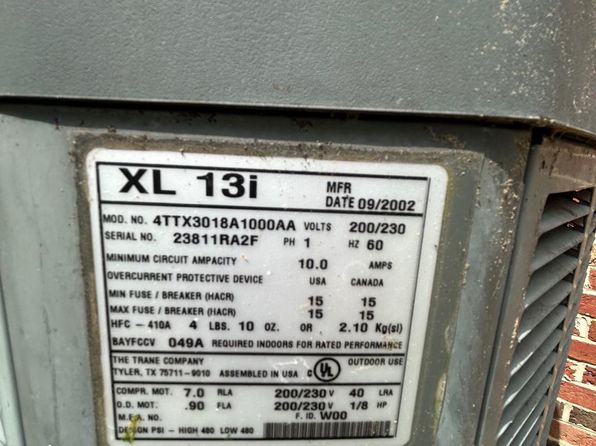 XL 13i
MFR
DATE 09/2002
MOD. NO. 4TTX3018A1000AA VOLTS 200/230
SERIAL NO. 23811RA2F PH 1 HZ 60
MINIMUM CIRCUIT AMPACITY 10.0 AMPS
OVERCURRENT PROTECTIVE DEVICE USA CANADA
MIN FUSE / BREAKER (HACR) 15 15
MAX FUSE / BREAKER (HACR) 15 15
HFC - 410A 4 LBS. 10 OZ. OR 2.10 Kg(sl)
BAYFCCV 049A REQUIRED INDOORS FOR RATED PERFORMANCE
THE TRANE COMPANY OUTDOOR USE
TYLER, TX 75711-9010 ASSEMBLED IN USA C UL
COMPR. MOT. 7.0 RLA 200/230 V 40 LRA
O.D. MOT. .90 FLA 200/230 V 1/8 HP
M.E.A. NO. F. ID. W00
DESIGN PSI - HIGH 480 LOW 480